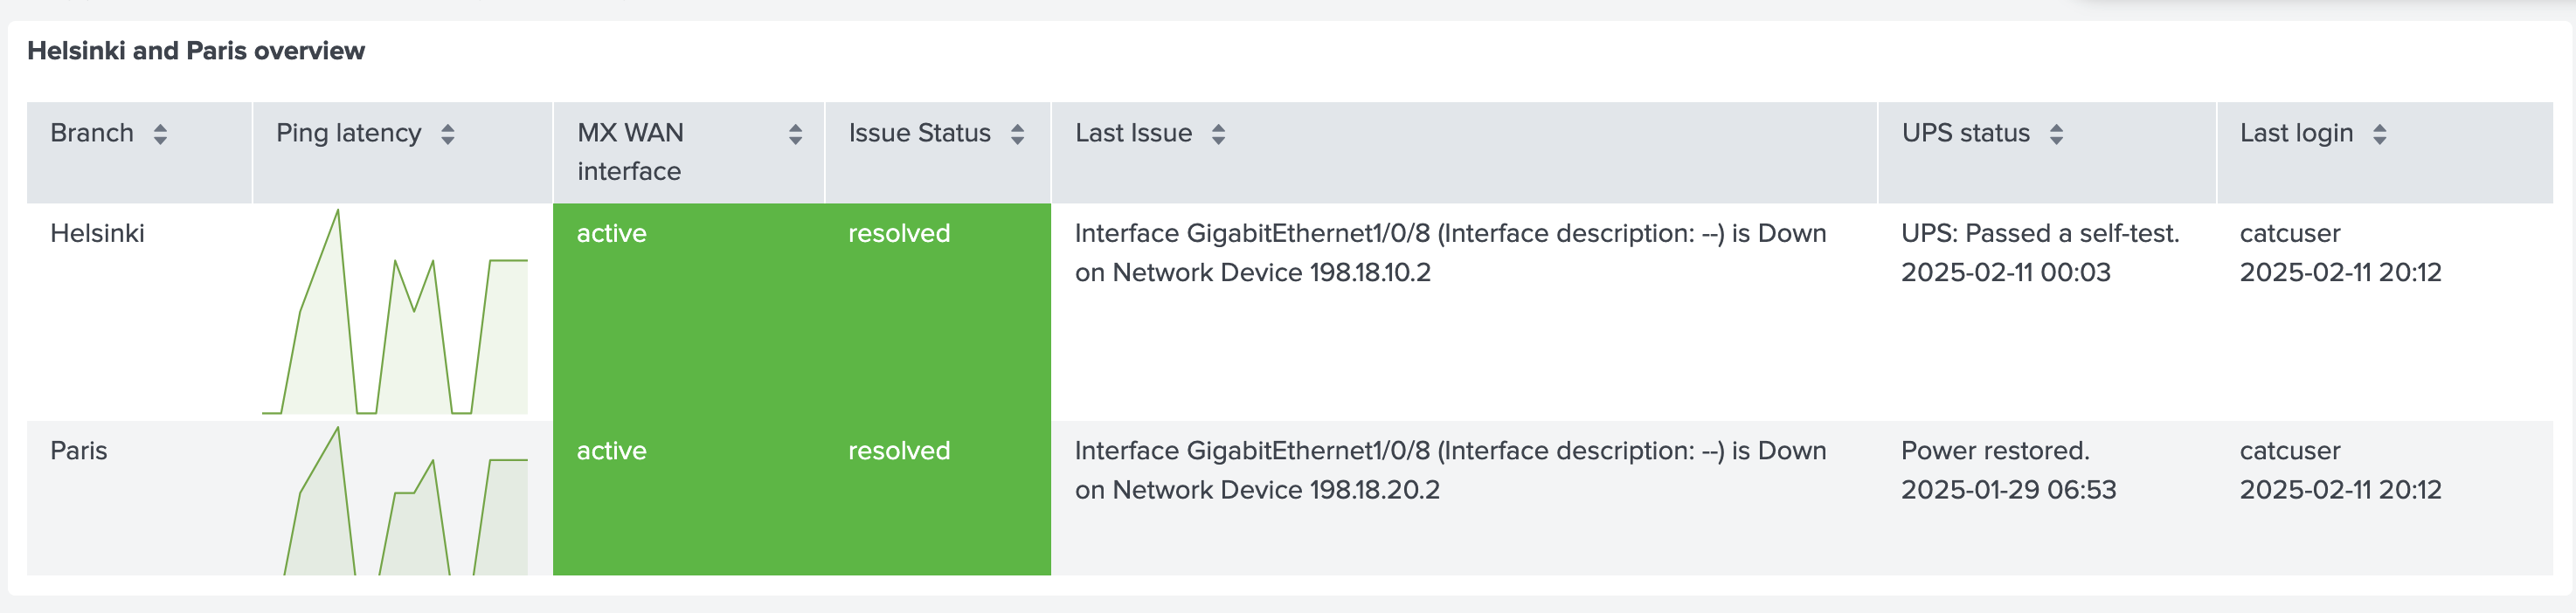 Helsinki and Paris overview
Branch
Ping latency
MX WAN
interface
Issue Status
Last Issue
UPS status
Last login
Helsinki
active
resolved
Interface GigabitEthernet1/0/8 (Interface description: --) is Down
on Network Device 198.18.10.2
UPS: Passed a self-test.
2025-02-11 00:03
catcuser
2025-02-11 20:12
Paris
active
resolved
Interface GigabitEthernet1/0/8 (Interface description: --) is Down
on Network Device 198.18.20.2
Power restored.
2025-01-29 06:53
catcuser
2025-02-11 20:12